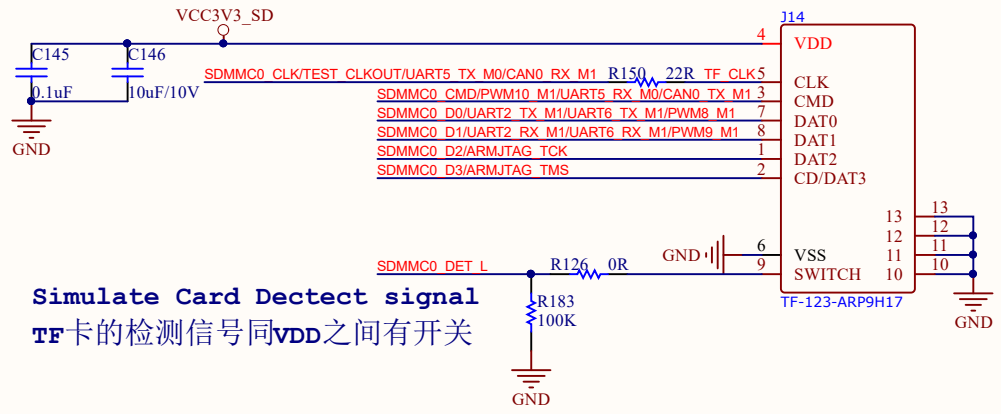 VCC3V3_SD
J14
C145
C146
4
VDD
0.1uF
10uF/10V
GND
SDMMC0_CLK/TEST_CLKOUT/UART5_TX_M0/CAN0_RX_M1
R150
22R
TF_CLK
5
CLK
SDMMC0_CMD/PWM10_M1/UART5_RX_M0/CAN0_TX_M1
3
CMD
SDMMC0_D0/UART2_TX_M1/UART6_TX_M1/PWM8_M1
7
DAT0
SDMMC0_D1/UART2_RX_M1/UART6_RX_M1/PWM9_M1
8
DAT1
SDMMC0_D2/ARMJTAG_TCK
1
DAT2
SDMMC0_D3/ARMJTAG_TMS
2
CD/DAT3
13
13
12
12
11
11
10
10
GND
6
VSS
SDMMC0_DET_L
R126
0R
9
SWITCH
TF-123-ARP9H17
GND
R183
100K
GND
Simulate Card Dectect signal
TF卡的检测信号同VDD之间有开关